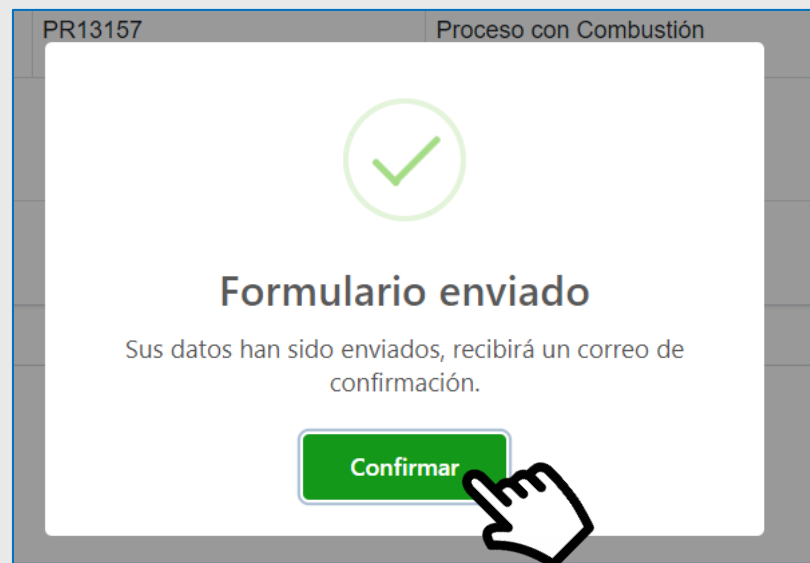 PR13157 Proceso con Combustión
Formulario enviado
Sus datos han sido enviados, recibirá un correo de
confirmación.
Confirmar